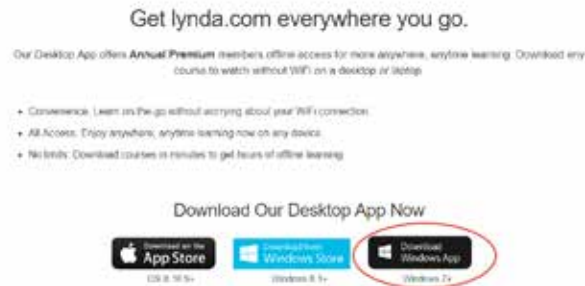 Get lynda.com everywhere you go.
Our Desktop App offers Annual Premium members offline access for more anywhere, anytime learning. Download any
course to watch without WiFi on a desktop or laptop
• Convenience. Learn on the go without worrying about your WiFi connection.
• All Access. Enjoy anywhere, anytime learning now on any device.
• No limits. Download courses in minutes to get hours of offline learning.
Download Our Desktop App Now
Download on the App Store
Download from Windows Store
Download Windows App
Windows 8.1+
Windows 7+